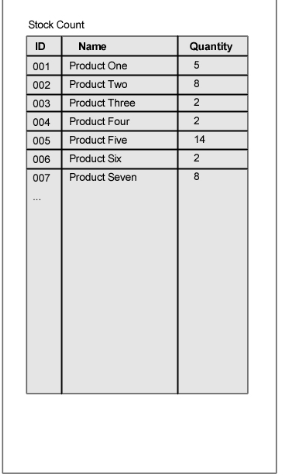 Stock Count
ID Name Quantity
001 Product One 5
002 Product Two 8
003 Product Three 2
004 Product Four 2
005 Product Five 14
006 Product Six 2
007 Product Seven 8
...